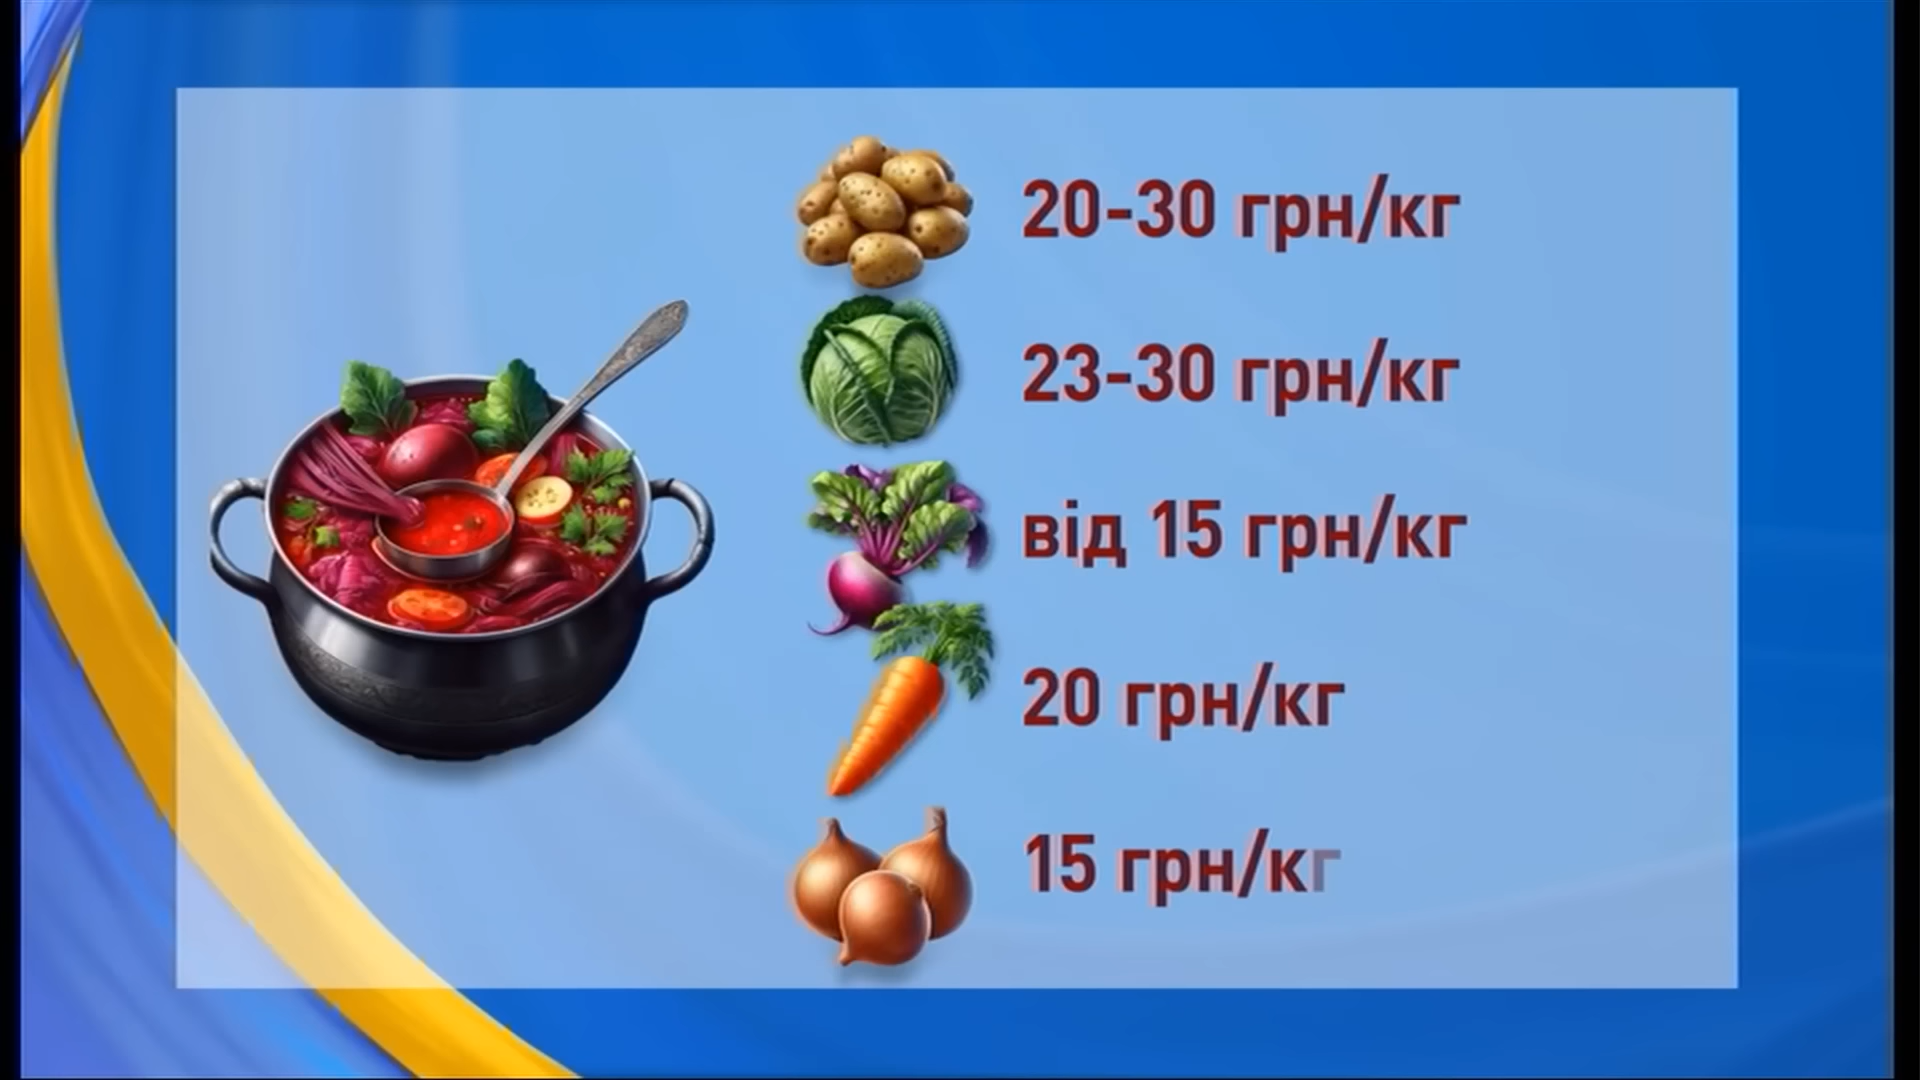 20-30 грн/кг
23-30 грн/кг
від 15 грн/кг
20 грн/кг
15 грн/кг